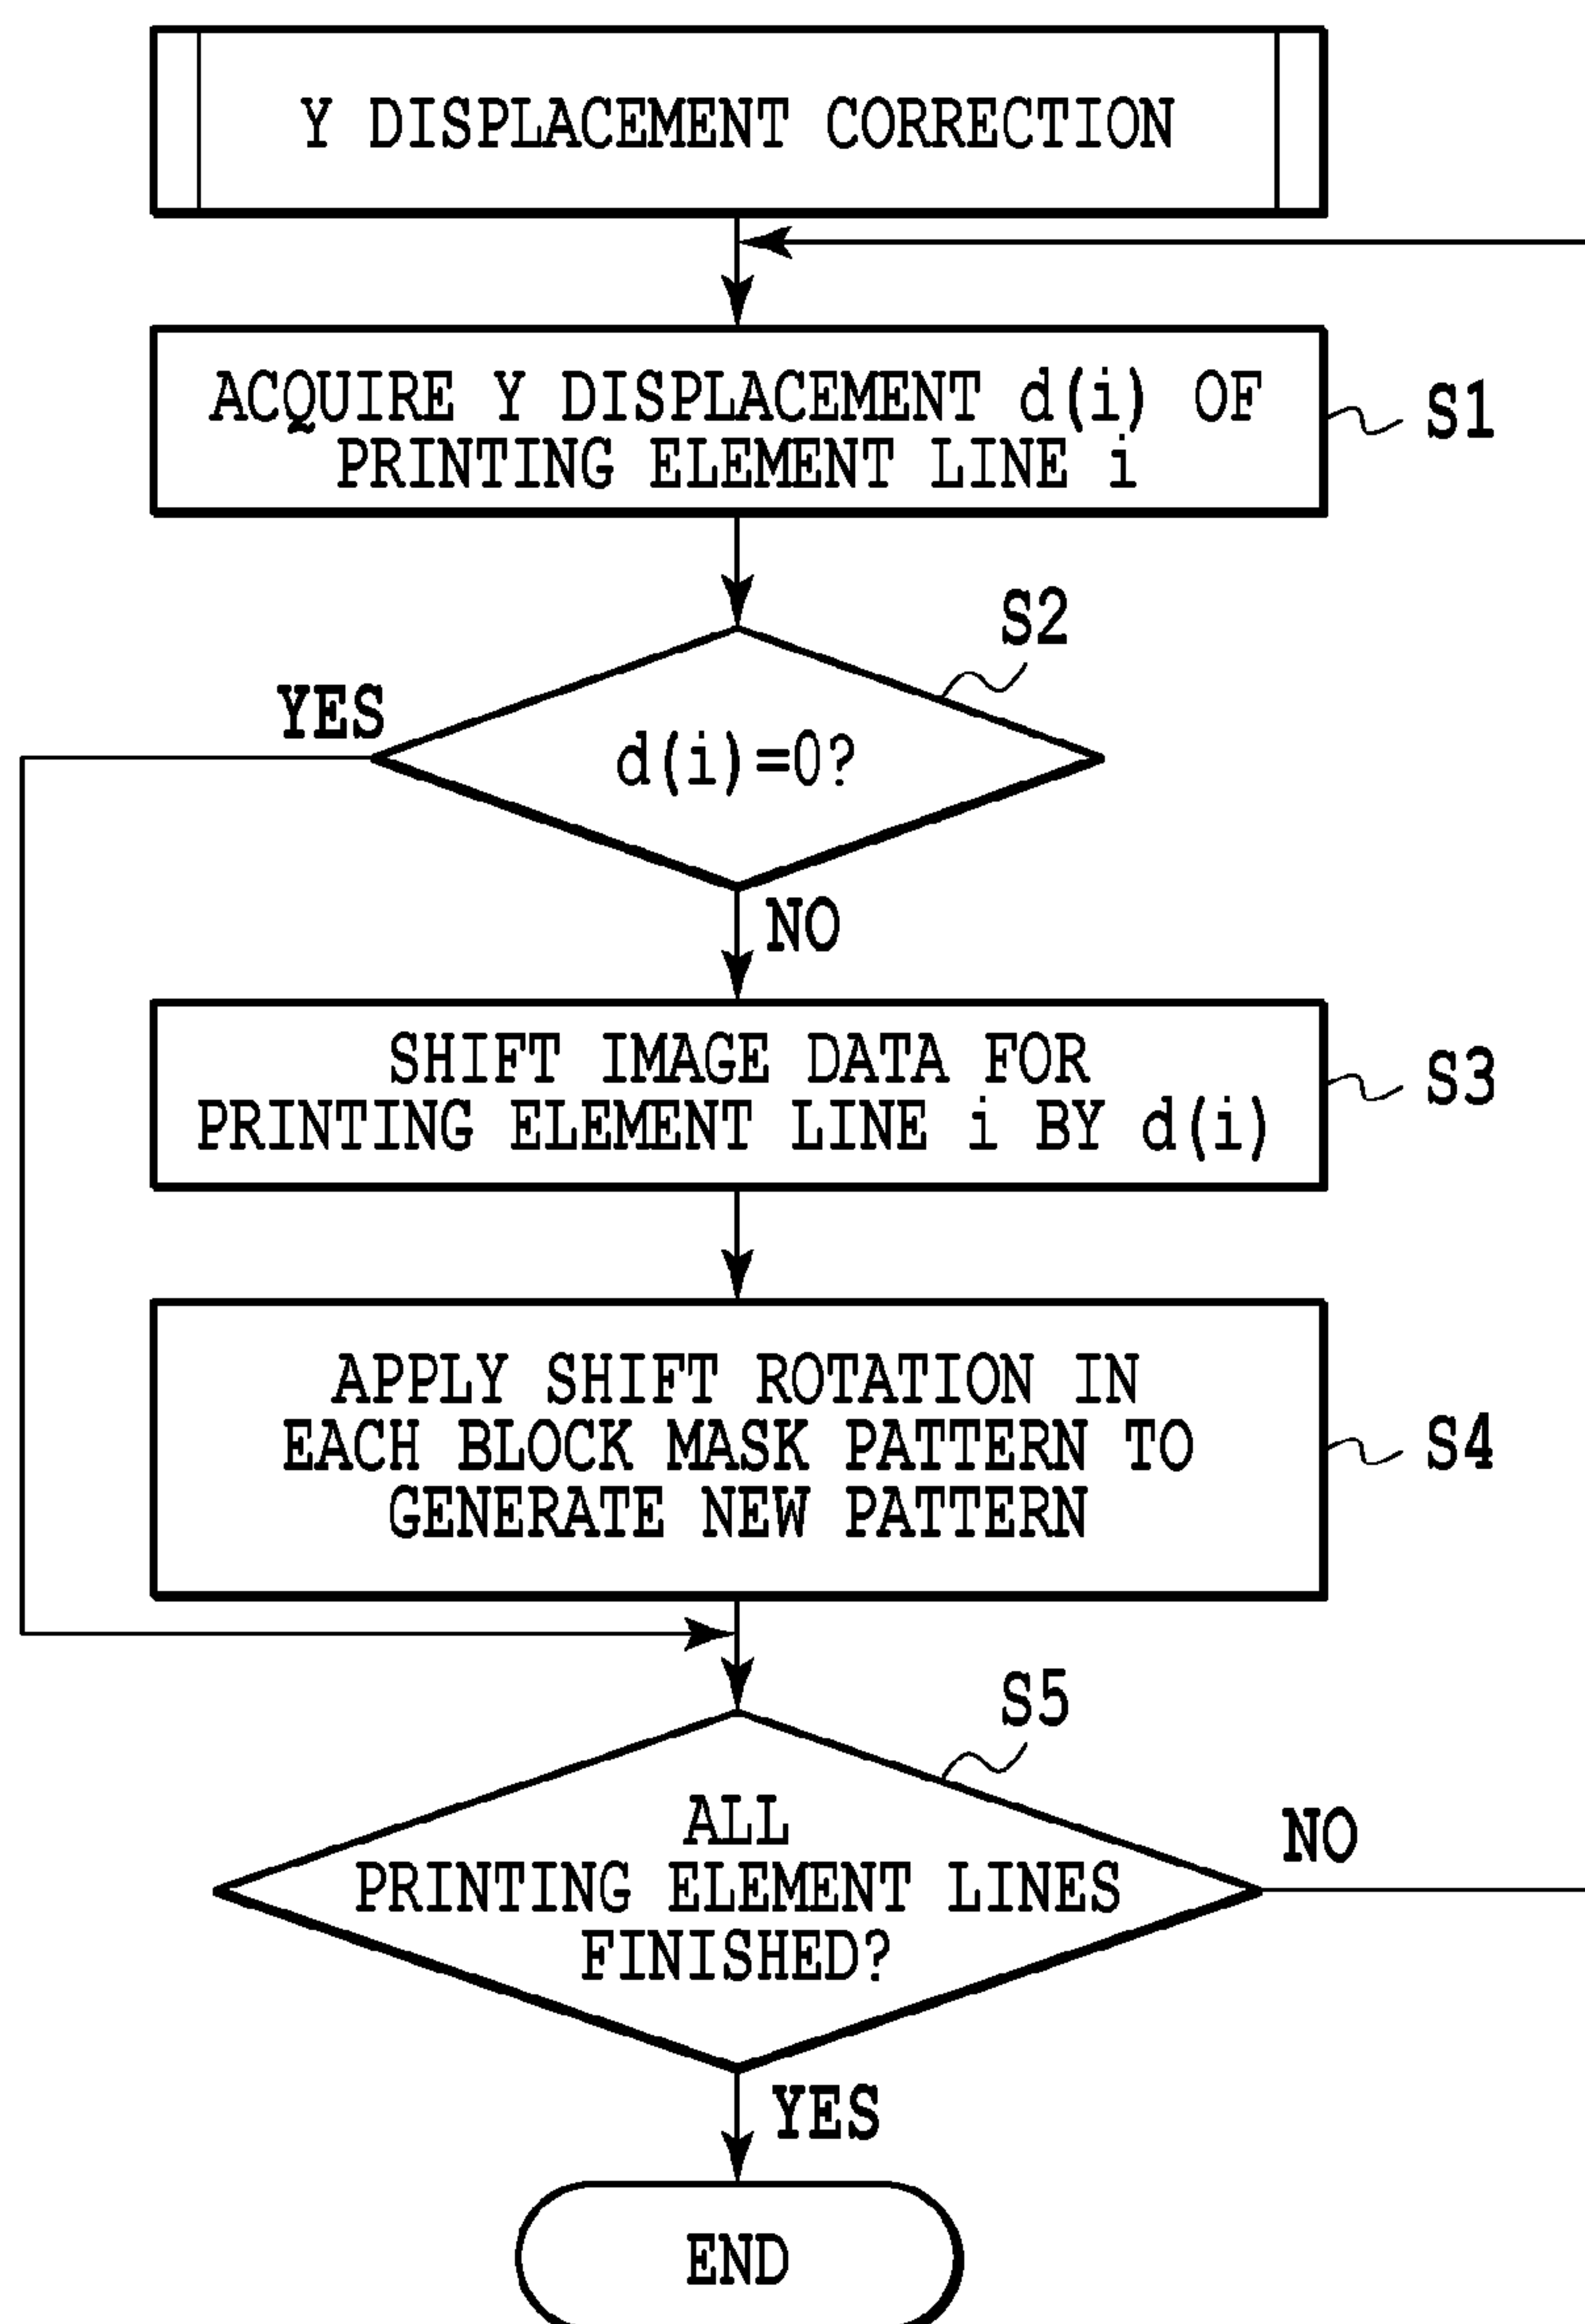 Y DISPLACEMENT CORRECTION
ACQUIRE Y DISPLACEMENT d(i) OF
PRINTING ELEMENT LINE i
S1
S2
YES
d(i)=0?
NO
SHIFT IMAGE DATA FOR
PRINTING ELEMENT LINE i BY d(i)
S3
APPLY SHIFT ROTATION IN
EACH BLOCK MASK PATTERN TO
GENERATE NEW PATTERN
S4
S5
ALL
PRINTING ELEMENT LINES
FINISHED?
NO
YES
END